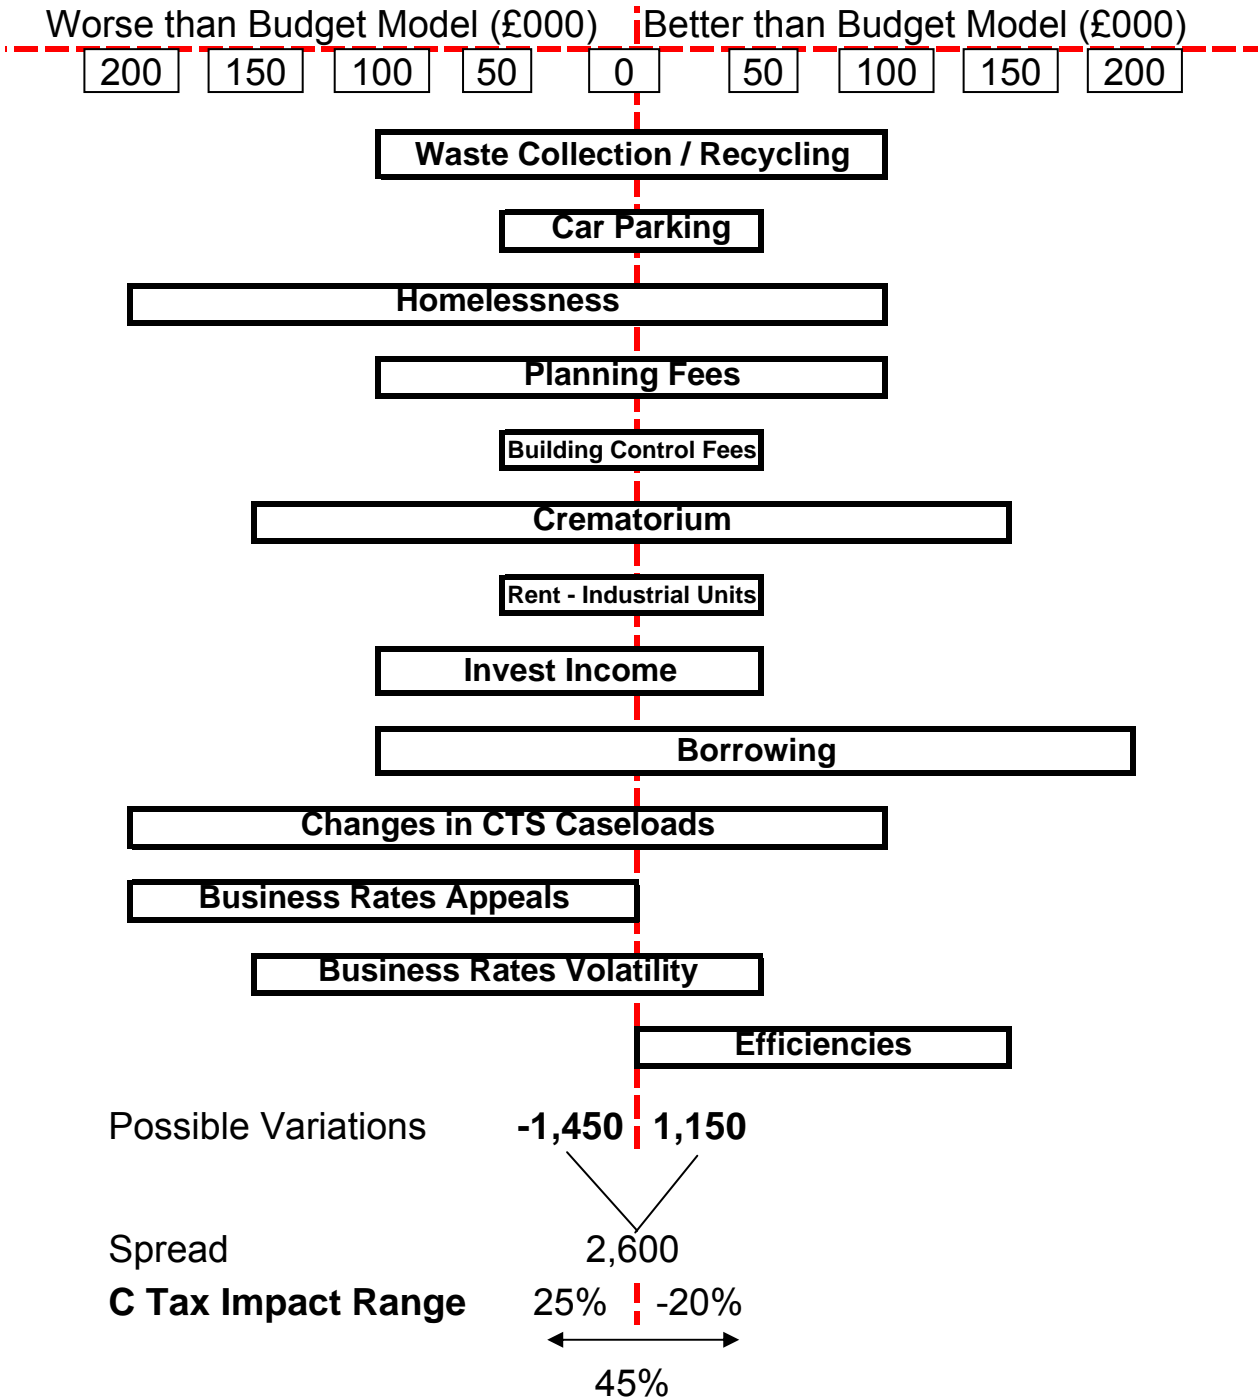 Worse than Budget Model (£000) Better than Budget Model (£000)
200 150 100 50 0 50 100 150 200
Waste Collection / Recycling
Car Parking
Homelessness
Planning Fees
Building Control Fees
Crematorium
Rent - Industrial Units
Invest Income
Borrowing
Changes in CTS Caseloads
Business Rates Appeals
Business Rates Volatility
Efficiencies
Possible Variations -1,450 1,150
Spread 2,600
C Tax Impact Range 25% -20%
45%